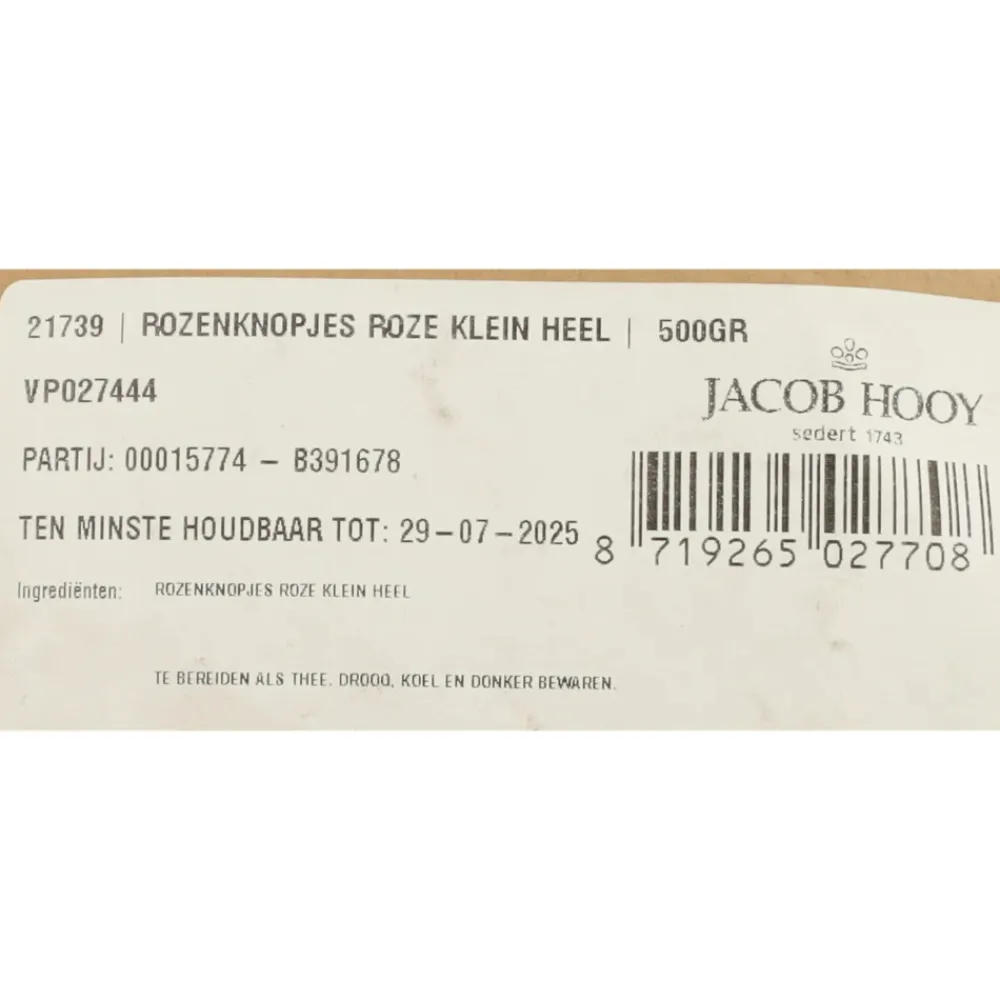 21739 | ROZENKNOPJES ROZE KLEIN HEEL | 500GR
VP027444
JACOB HOOY
sedert 1743
PARTIJ: 00015774 – B391678
TEN MINSTE HOUDBAAR TOT: 29–07–2025
8 719265 027708
Ingrediënten: ROZENKNOPJES ROZE KLEIN HEEL
TE BEREIDEN ALS THEE. DROOG, KOEL EN DONKER BEWAREN.